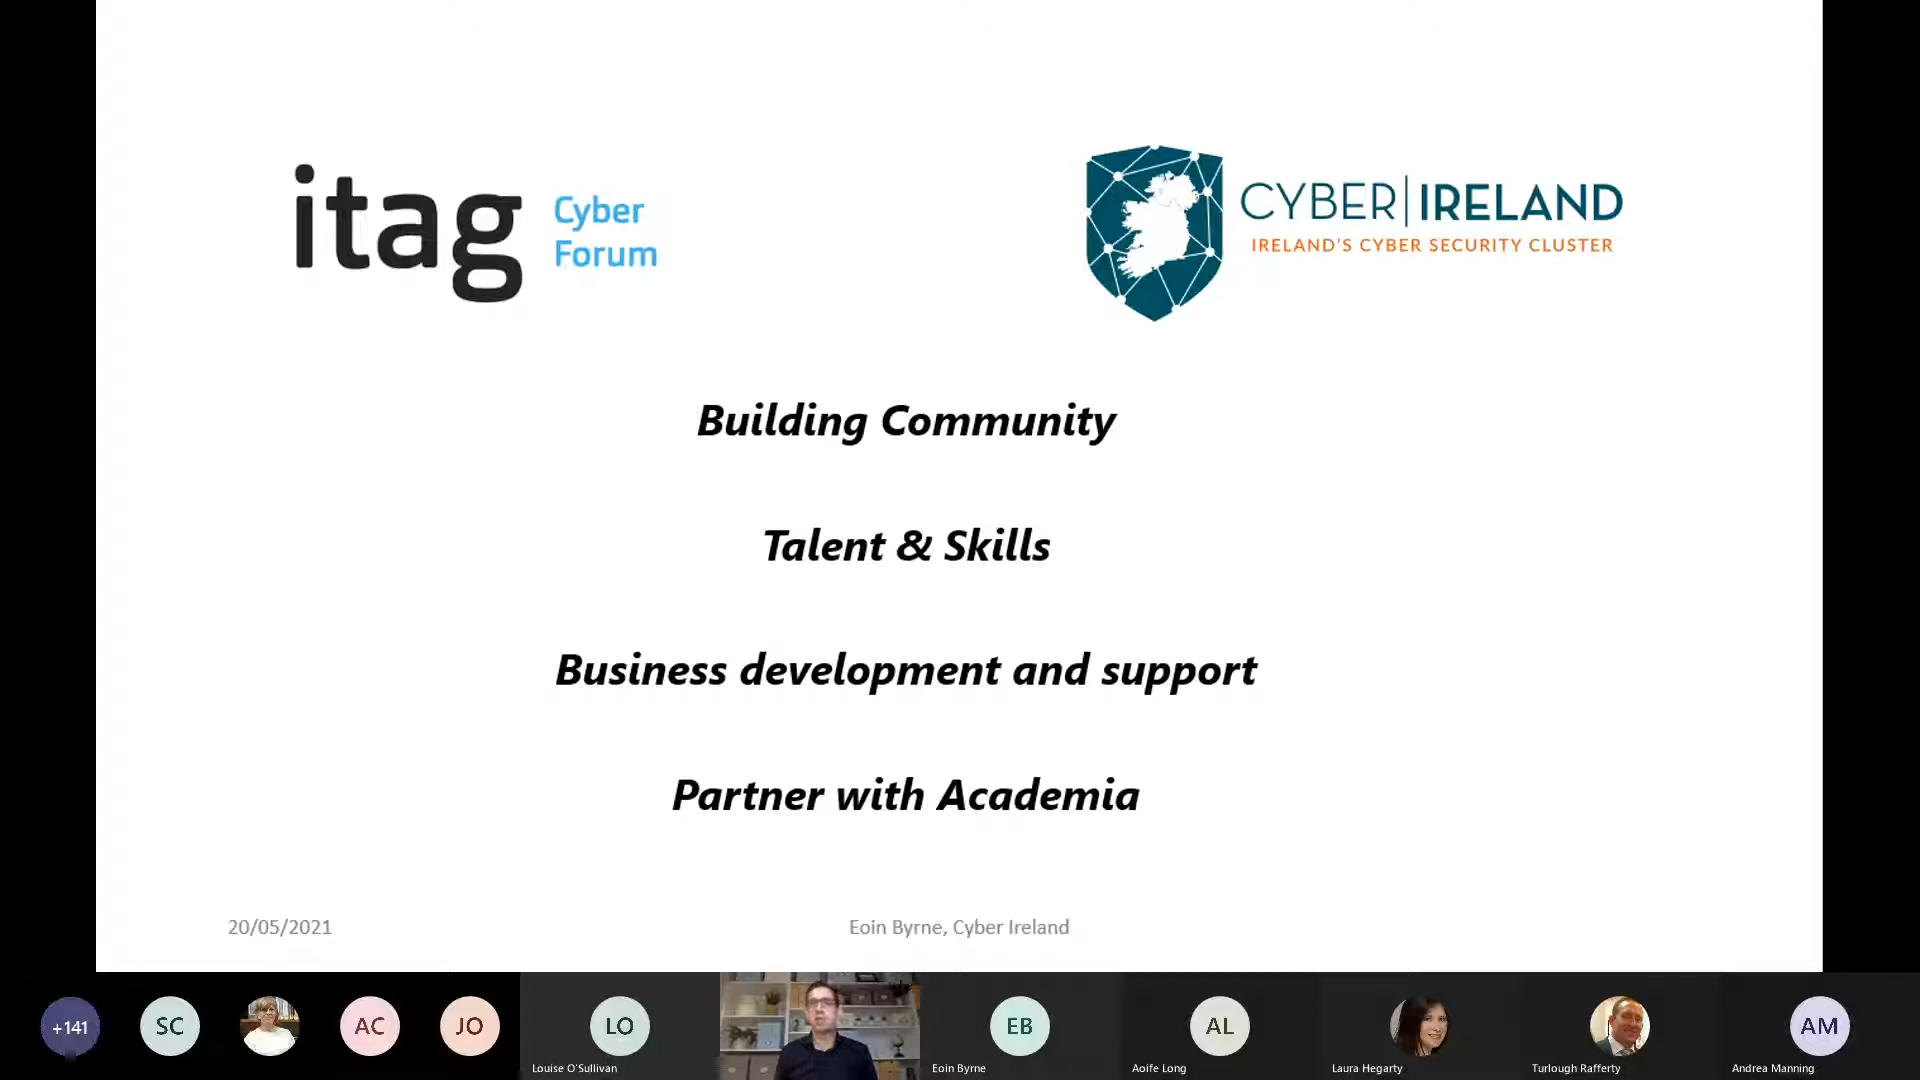 itag
Cyber
Forum
CYBER|IRELAND
IRELAND'S CYBER SECURITY CLUSTER
Building Community
Talent & Skills
Business development and support
Partner with Academia
20/05/2021
Eoin Byrne, Cyber Ireland
+141
SC
AC
JO
LO
EB
AL
AM
Louise O'Sullivan
Eoin Byrne
Aoife Long
Laura Hegarty
Turlough Rafferty
Andrea Manning